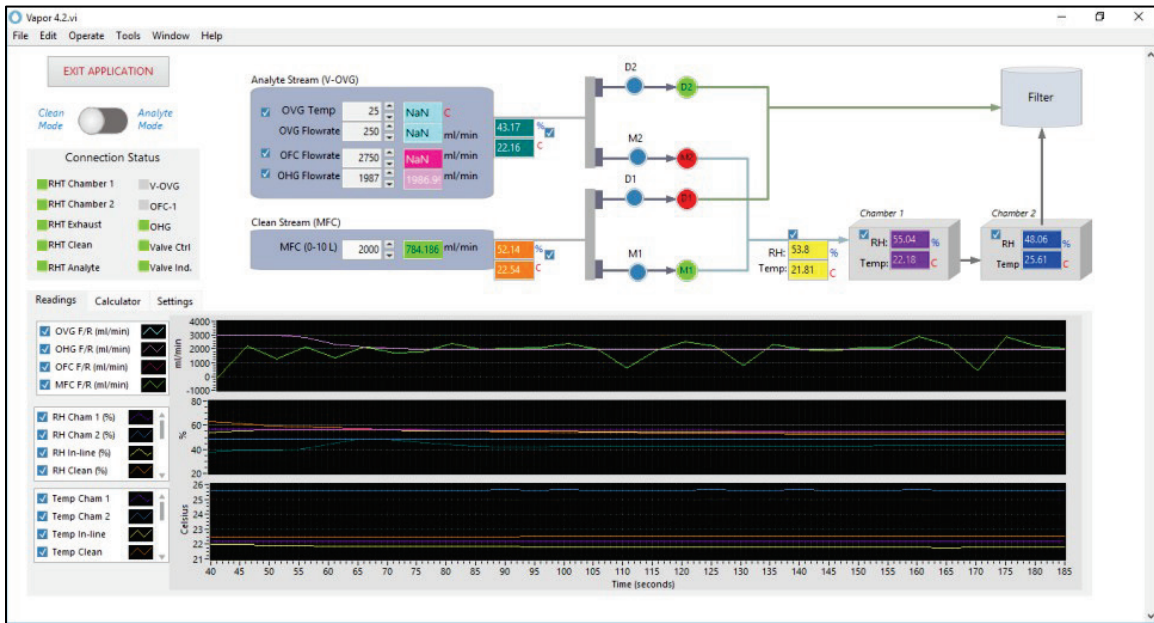 Vapor 4.2.vi
File Edit Operate Tools Window Help
EXIT APPLICATION
Clean Mode
Analyte Mode
Connection Status
RHT Chamber 1
V-OVG
RHT Chamber 2
OFC-1
RHT Exhaust
OHG
RHT Clean
Valve Ctrl
RHT Analyte
Valve Ind.
Analyte Stream (V-OVG)
OVG Temp 25 NaN C
OVG Flowrate 250 NaN ml/min
OFC Flowrate 2750 NaN
OHG Flowrate 1987 1986.9 ml/min
43.17 %
22.16 C
Clean Stream (MFC)
MFC (0-10 L) 2000 784.186 ml/min
52.14 %
22.54 C
D2
D2
M2
M2
D1
D1
M1
M1
Filter
RH: 53.8 %
Temp: 21.81 C
Chamber 1
RH: 55.04 %
Temp: 22.18 C
Chamber 2
RH 48.06 %
Temp 25.61 C
Readings Calculator Settings
OVG F/R (ml/min)
OHG F/R (ml/min)
OFC F/R (ml/min)
MFC F/R (ml/min)
ml/min
4000
3000
2000
1000
0
-1000
RH Cham 1 (%)
RH Cham 2 (%)
RH In-line (%)
RH Clean (%)
%
80
60
40
20
Temp Cham 1
Temp Cham 2
Temp In-line
Temp Clean
Celsius
26
25
24
23
22
21
40 45 50 55 60 65 70 75 80 85 90 95 100 105 110 115 120 125 130 135 140 145 150 155 160 165 170 175 180 185
Time (seconds)